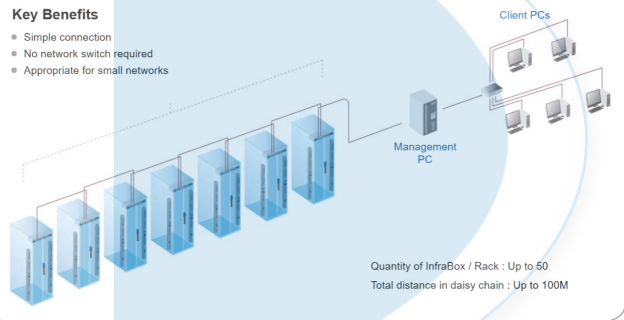 Key Benefits
Simple connection
No network switch required
Appropriate for small networks
Client PCs
Management
PC
Quantity of InfraBox / Rack : Up to 50
Total distance in daisy chain : Up to 100M